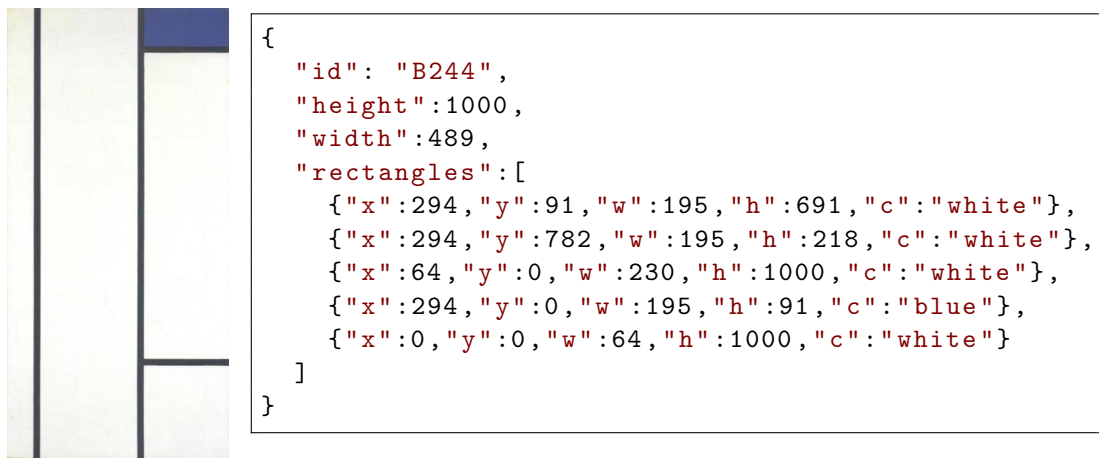 {
"id": "B244",
"height":1000,
"width":489,
"rectangles":[
{"x":294,"y":91,"w":195,"h":691,"c":"white"},
{"x":294,"y":782,"w":195,"h":218,"c":"white"},
{"x":64,"y":0,"w":230,"h":1000,"c":"white"},
{"x":294,"y":0,"w":195,"h":91,"c":"blue"},
{"x":0,"y":0,"w":64,"h":1000,"c":"white"}
]
}